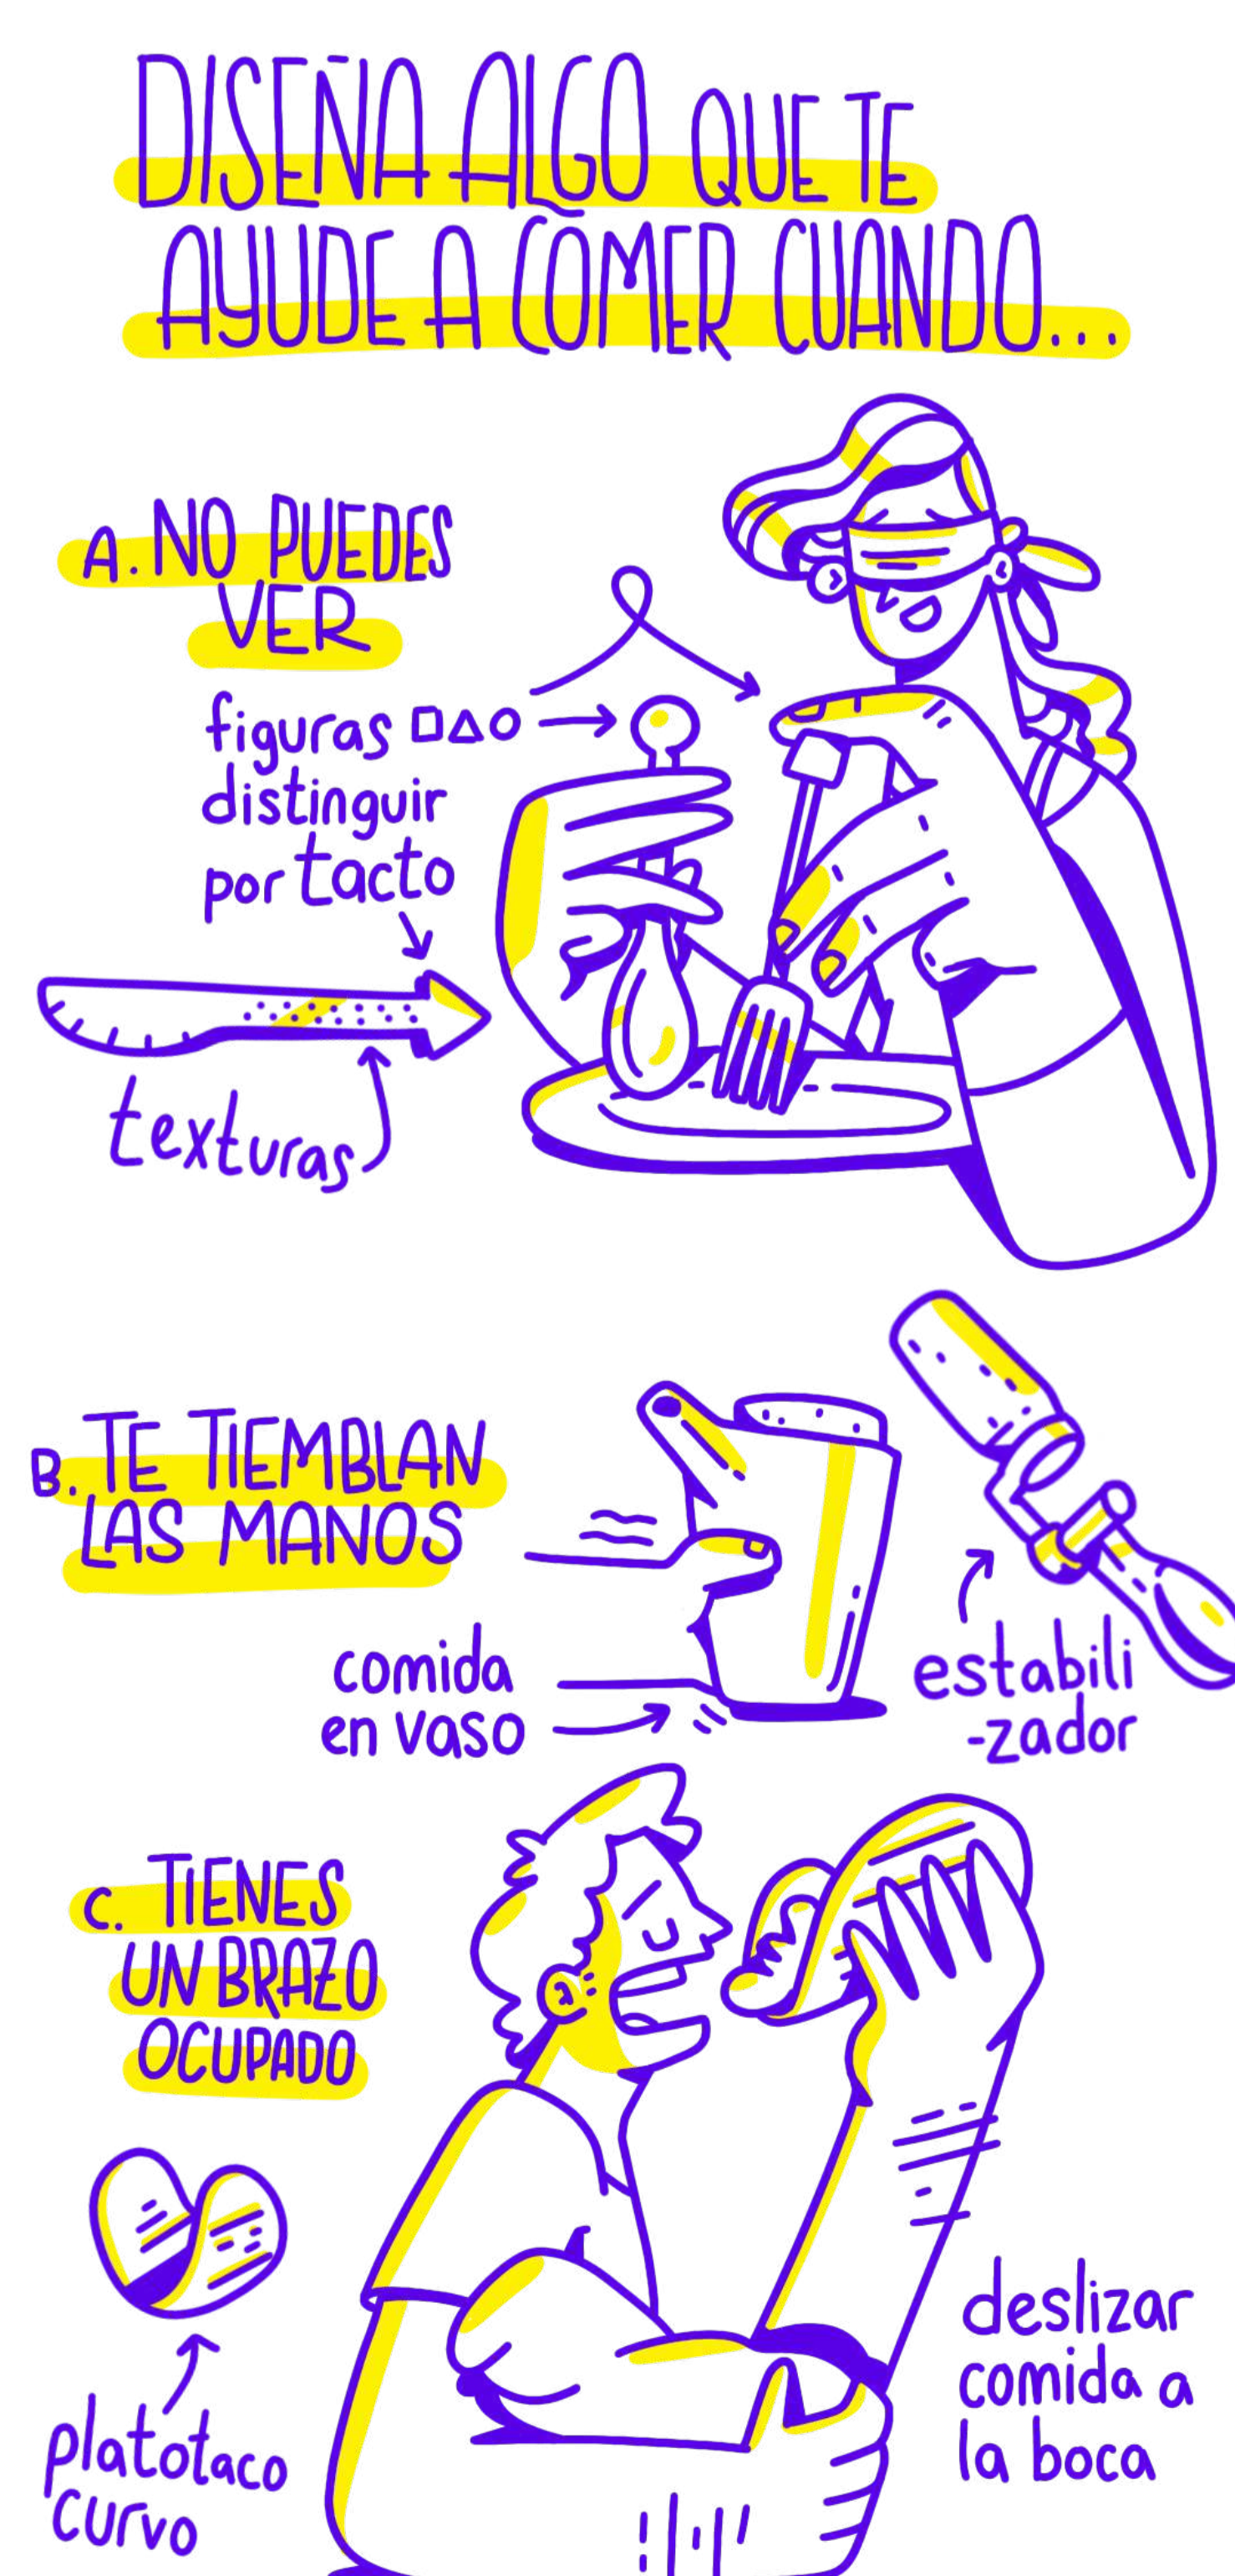 DISEÑA ALGO QUE TE
AYUDE A COMER CUANDO...
A. NO PUEDES
VER
figuras □△○
distinguir
por tacto
texturas
B. TE TIEMBLAN
LAS MANOS
comida
en vaso
estabili
-zador
C. TIENES
UN BRAZO
OCUPADO
platotaco
curvo
deslizar
comida a
la boca